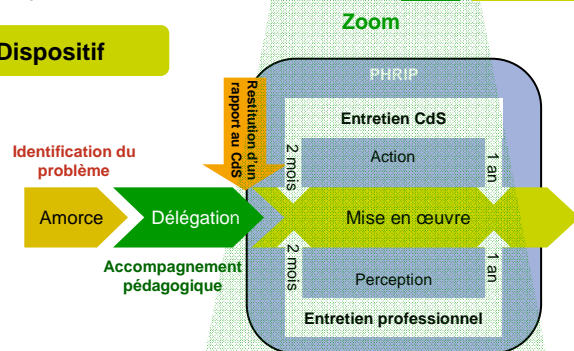 Zoom
Dispositif
PHRIP
Restitution d'un
rapport au CdS
Entretien CdS
Identification du
problème
2 mois
Action
1 an
Amorce
Délégation
Mise en œuvre
Accompagnement
pédagogique
2 mois
Perception
1 an
Entretien professionnel